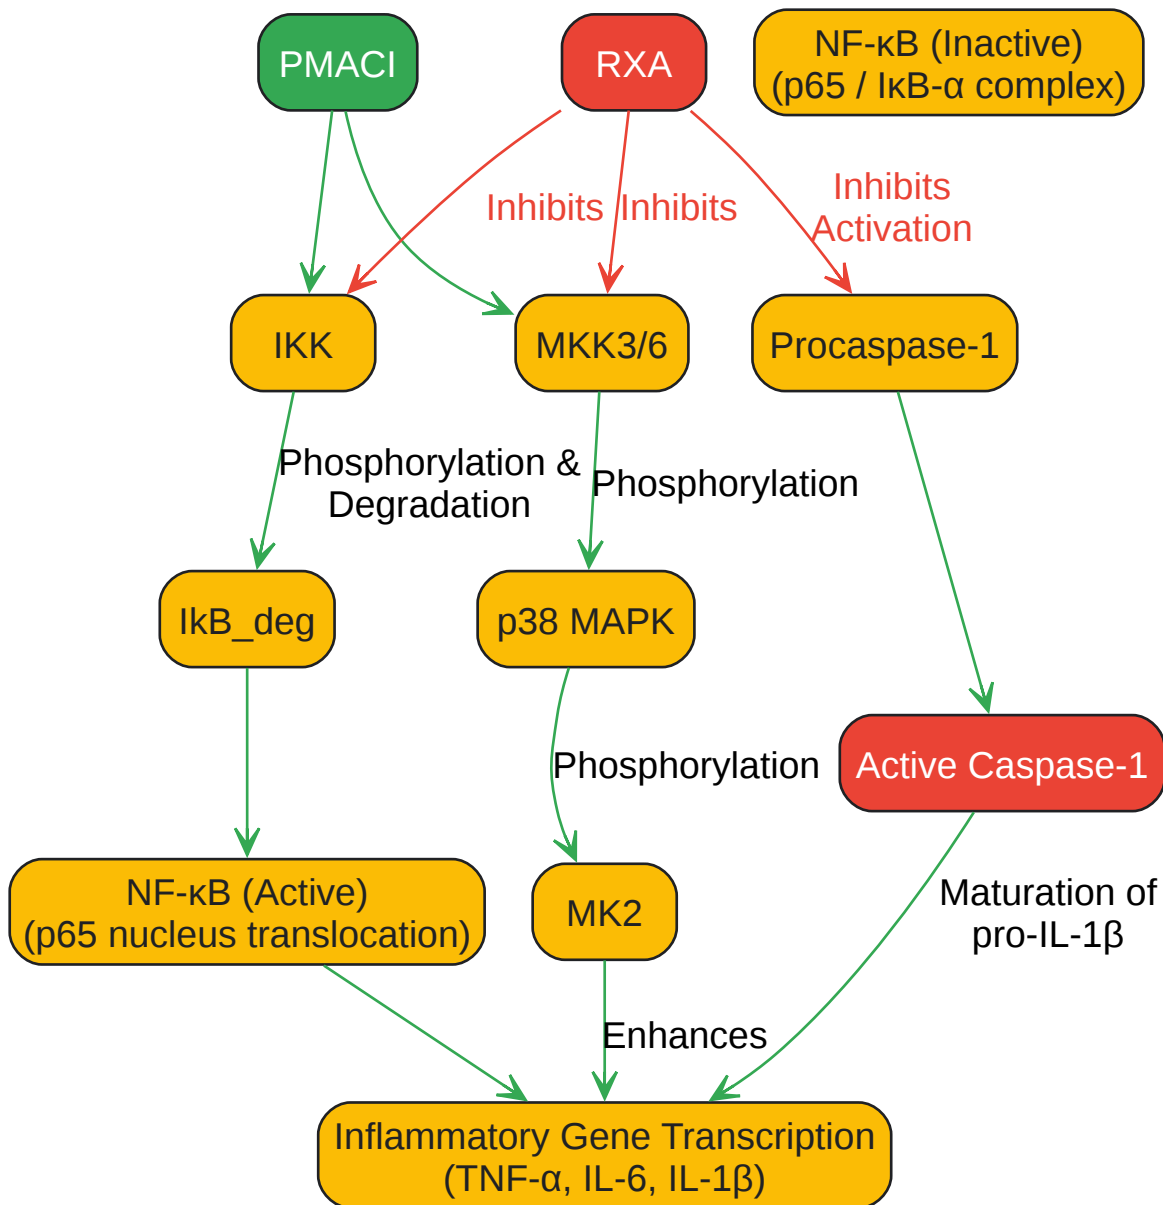 PMACI
RXA
NF-κB (Inactive)
(p65 / IκB-α complex)
Inhibits
Inhibits
Inhibits
Activation
IKK
MKK3/6
Procaspase-1
Phosphorylation &
Degradation
Phosphorylation
IkB_deg
p38 MAPK
Phosphorylation
Active Caspase-1
NF-κB (Active)
(p65 nucleus translocation)
MK2
Maturation of
pro-IL-1β
Enhances
Inflammatory Gene Transcription
(TNF-α, IL-6, IL-1β)